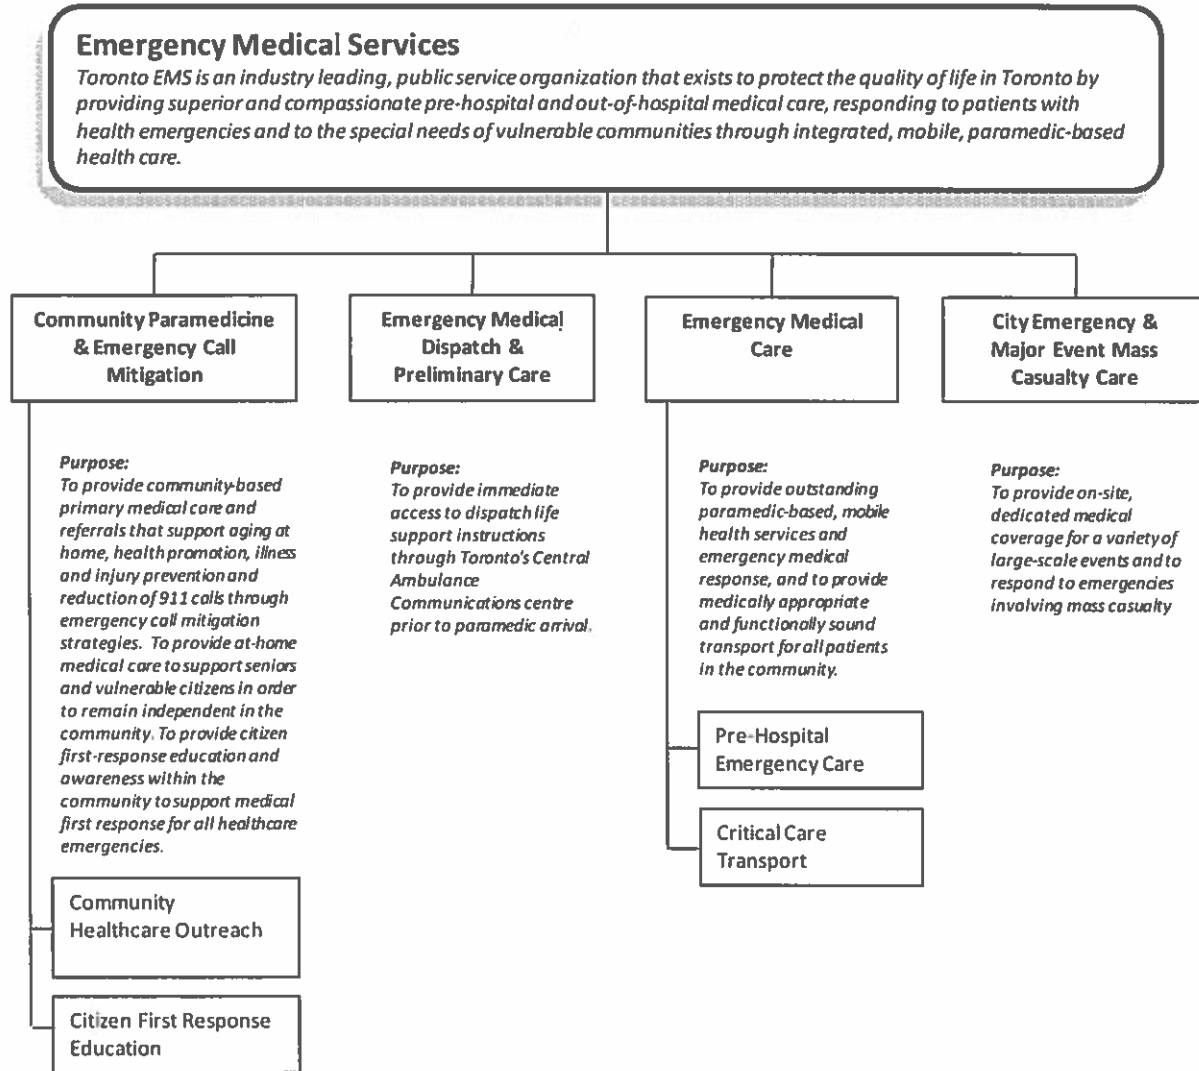 Emergency Medical Services
Toronto EMS is an industry leading, public service organization that exists to protect the quality of life in Toronto by
providing superior and compassionate pre-hospital and out-of-hospital medical care, responding to patients with
health emergencies and to the special needs of vulnerable communities through integrated, mobile, paramedic-based
health care.
Community Paramedicine
& Emergency Call
Mitigation
Purpose:
To provide community-based
primary medical care and
referrals that support aging at
home, health promotion, illness
and injury prevention and
reduction of 911 calls through
emergency call mitigation
strategies. To provide at-home
medical care to support seniors
and vulnerable citizens in order
to remain independent in the
community. To provide citizen
first-response education and
awareness within the
community to support medical
first response for all healthcare
emergencies.
Community
Healthcare Outreach
Citizen First Response
Education
Emergency Medical
Dispatch &
Preliminary Care
Purpose:
To provide immediate
access to dispatch life
support instructions
through Toronto's Central
Ambulance
Communications centre
prior to paramedic arrival.
Emergency Medical
Care
Purpose:
To provide outstanding
paramedic-based, mobile
health services and
emergency medical
response, and to provide
medically appropriate
and functionally sound
transport for all patients
in the community.
Pre-Hospital
Emergency Care
Critical Care
Transport
City Emergency &
Major Event Mass
Casualty Care
Purpose:
To provide on-site,
dedicated medical
coverage for a variety of
large-scale events and to
respond to emergencies
involving mass casualty